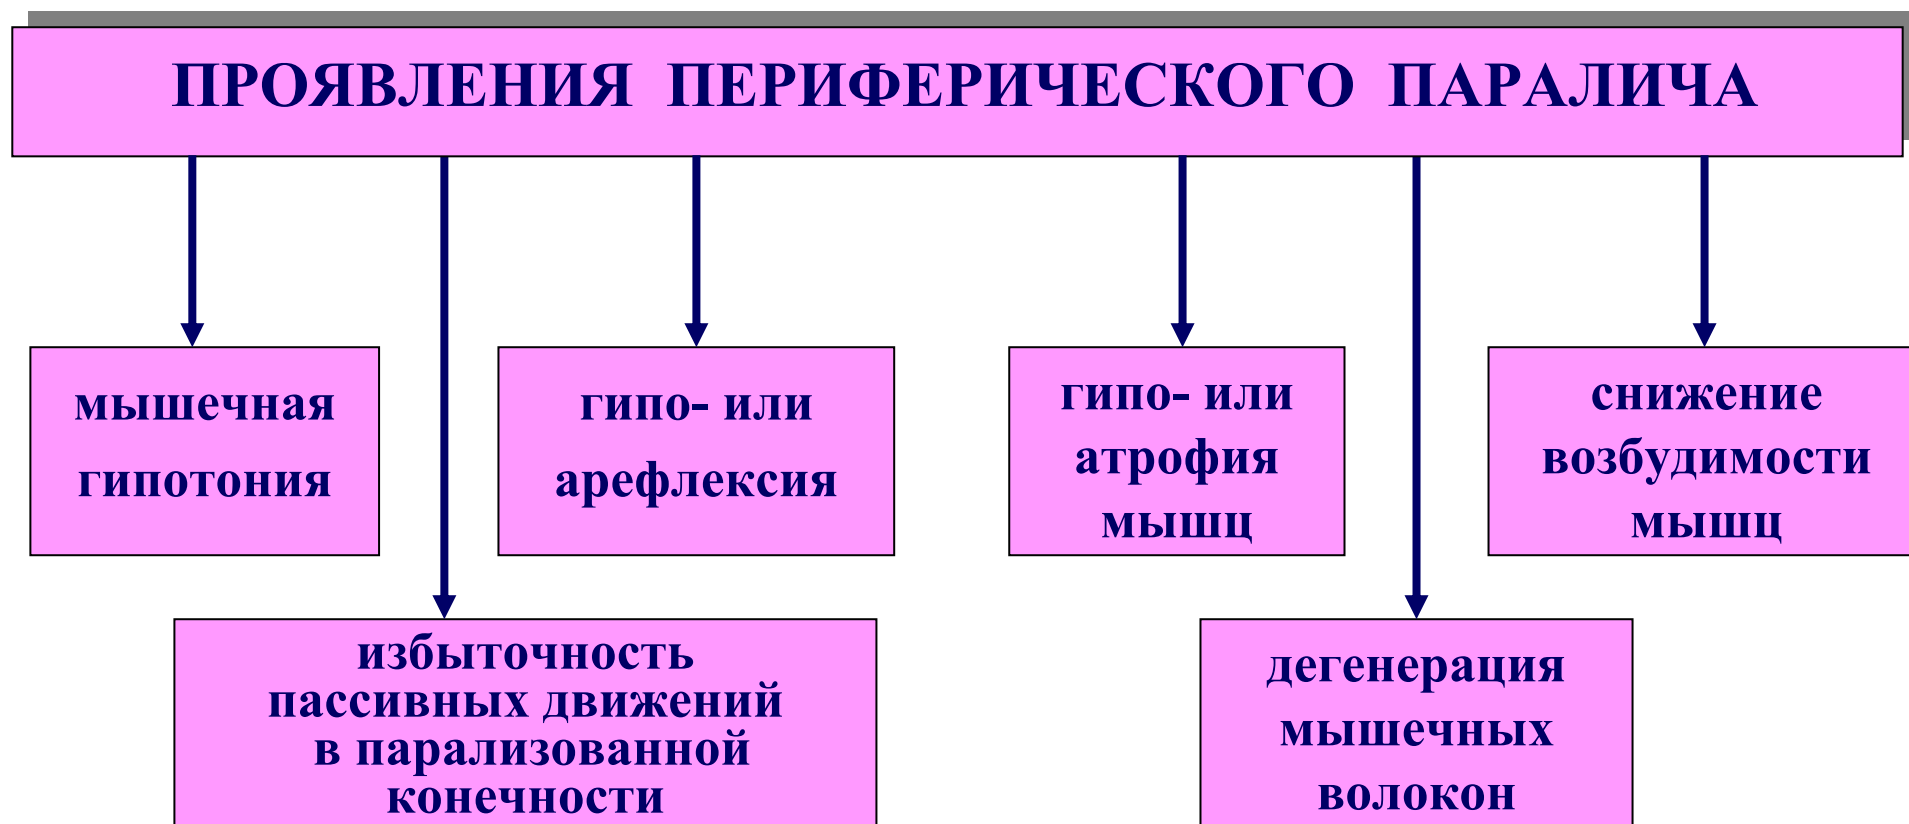 ПРОЯВЛЕНИЯ ПЕРИФЕРИЧЕСКОГО ПАРАЛИЧА
мышечная
гипотония
гипо- или
арефлексия
гипо- или
атрофия
мышц
снижение
возбудимости
мышц
избыточность
пассивных движений
в парализованной
конечности
дегенерация
мышечных
волокон